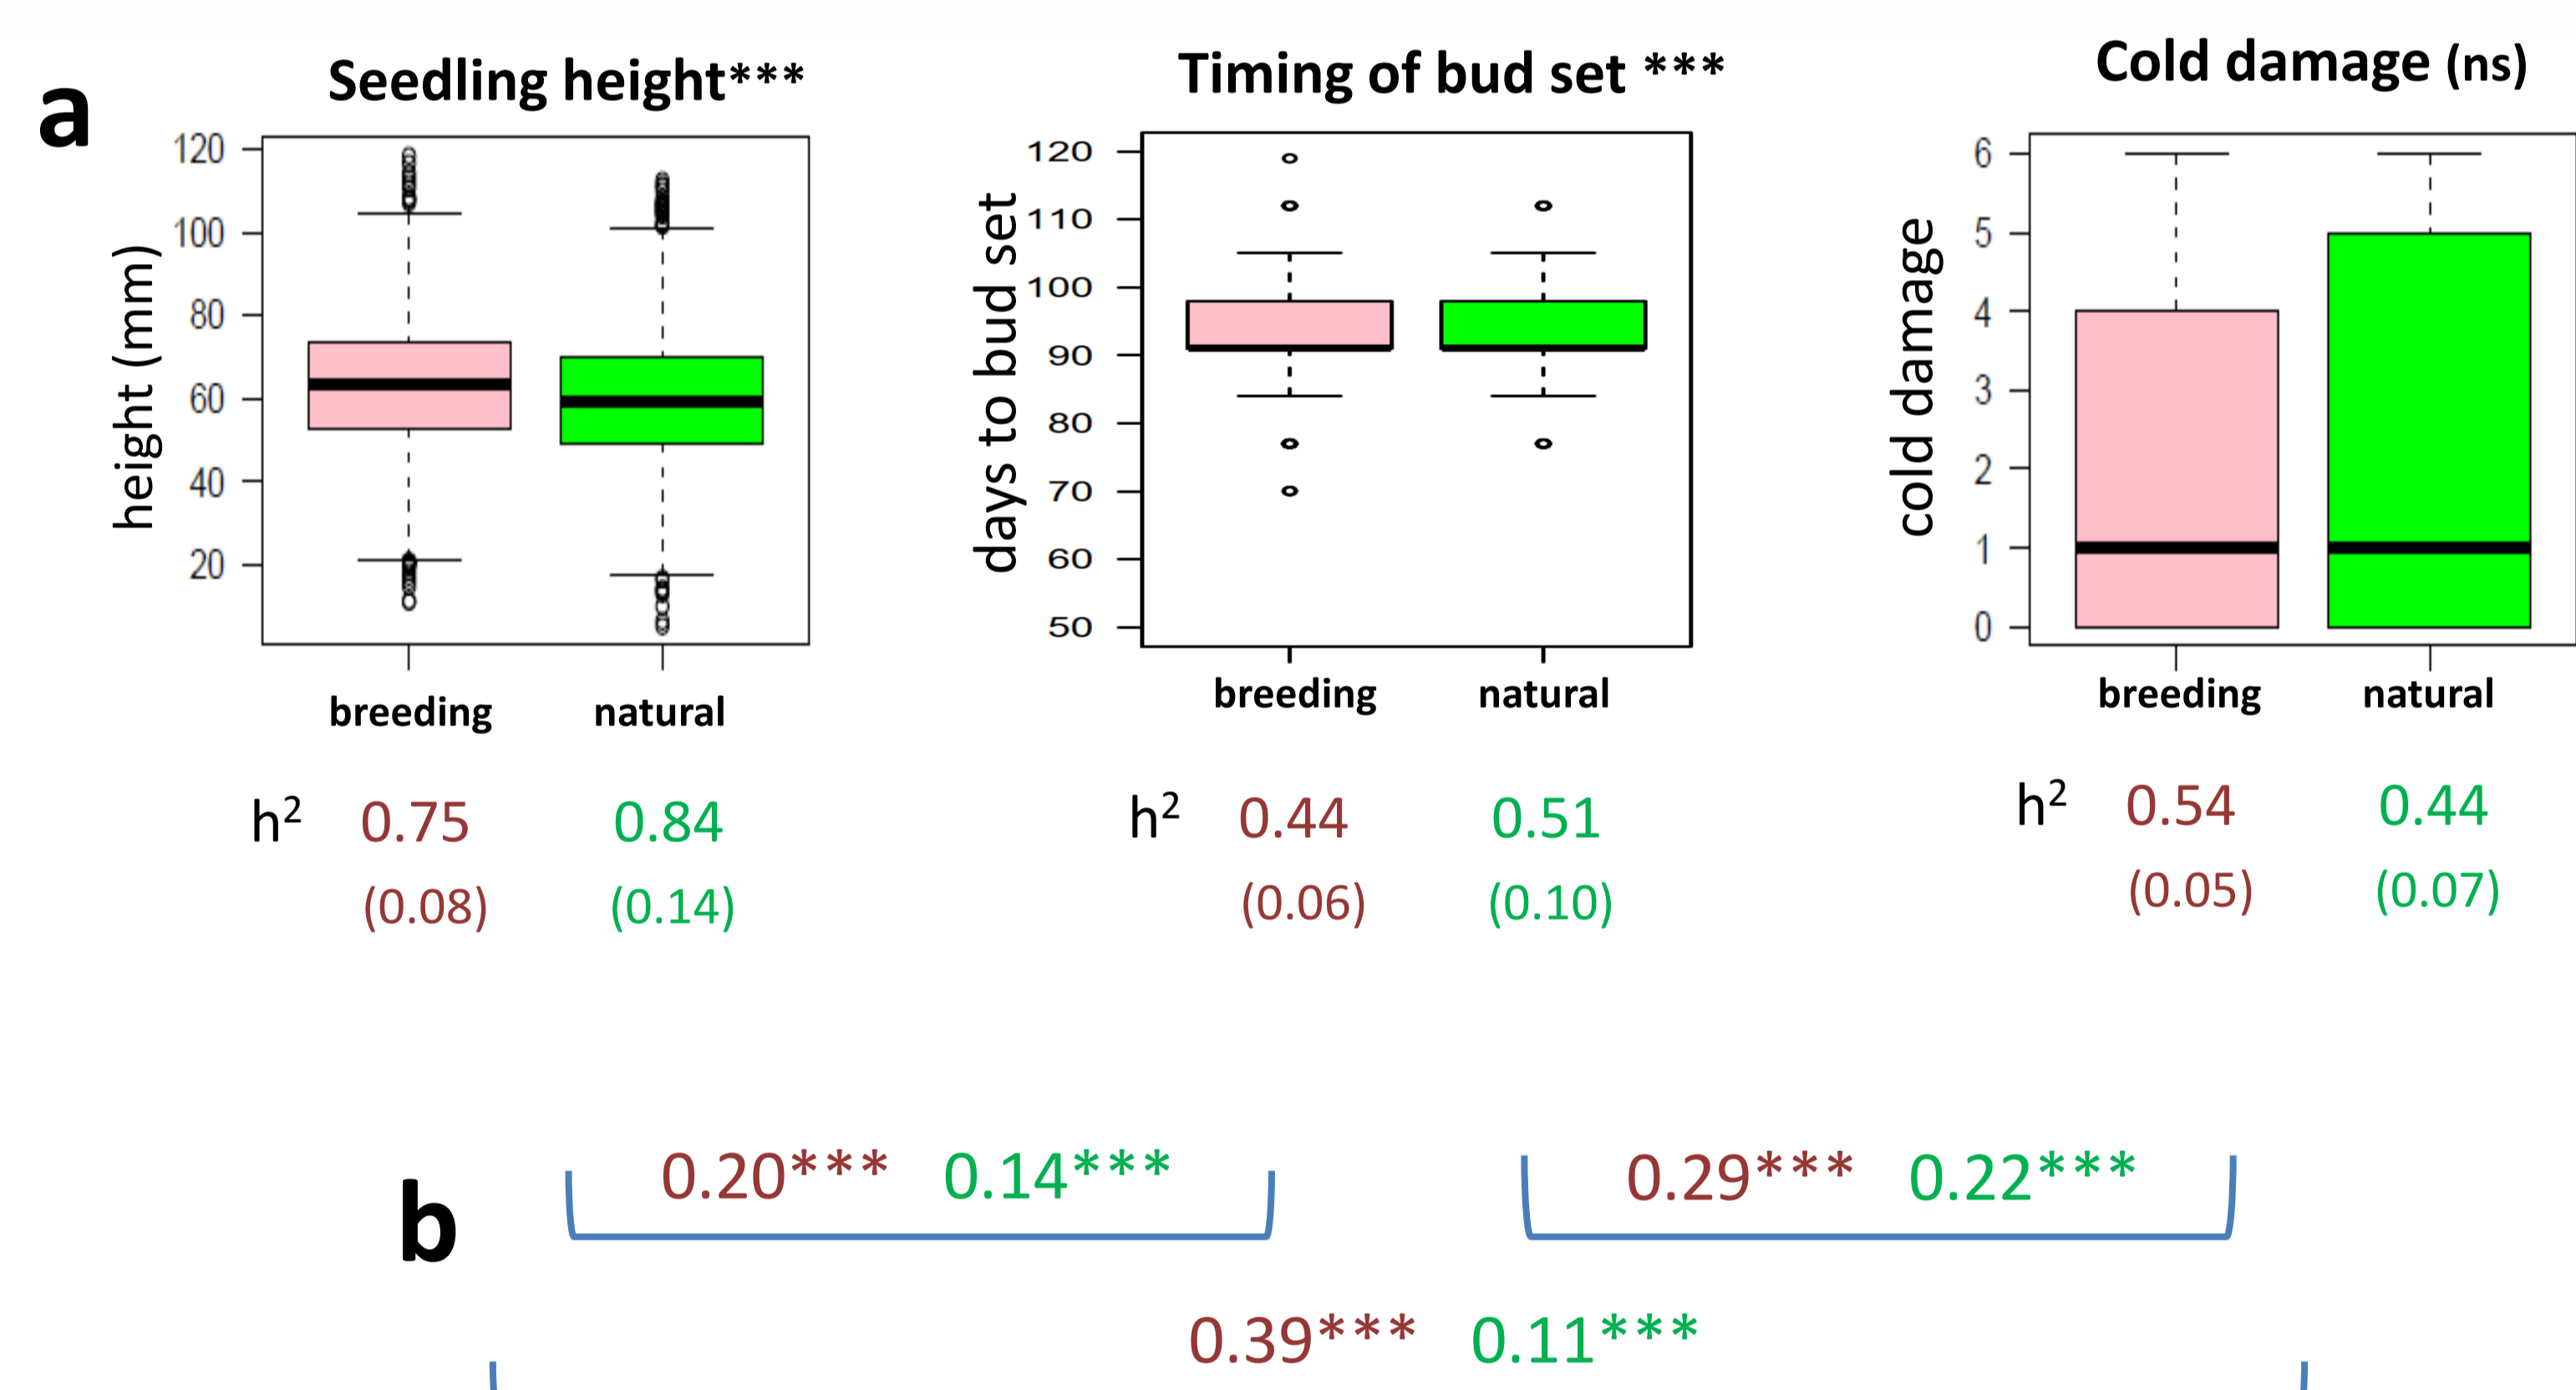 a
Seedling height***
height (mm)
120
100
80
60
40
20
breeding natural
h² 0.75 0.84
(0.08) (0.14)
Timing of bud set ***
days to bud set
120
110
100
90
80
70
60
50
breeding natural
h² 0.44 0.51
(0.06) (0.10)
Cold damage (ns)
cold damage
6
5
4
3
2
1
0
breeding natural
h² 0.54 0.44
(0.05) (0.07)
b
0.20*** 0.14***
0.29*** 0.22***
0.39*** 0.11***